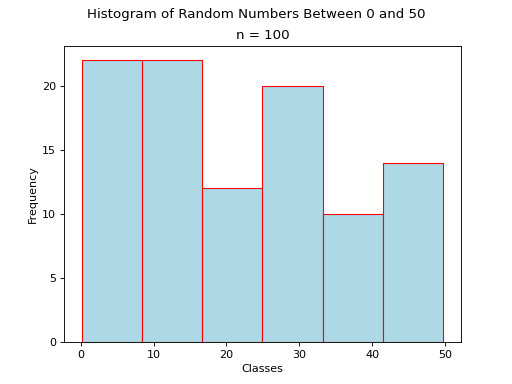 Histogram of Random Numbers Between 0 and 50
n = 100
20
15
10
5
0
Frequency
0 10 20 30 40 50
Classes